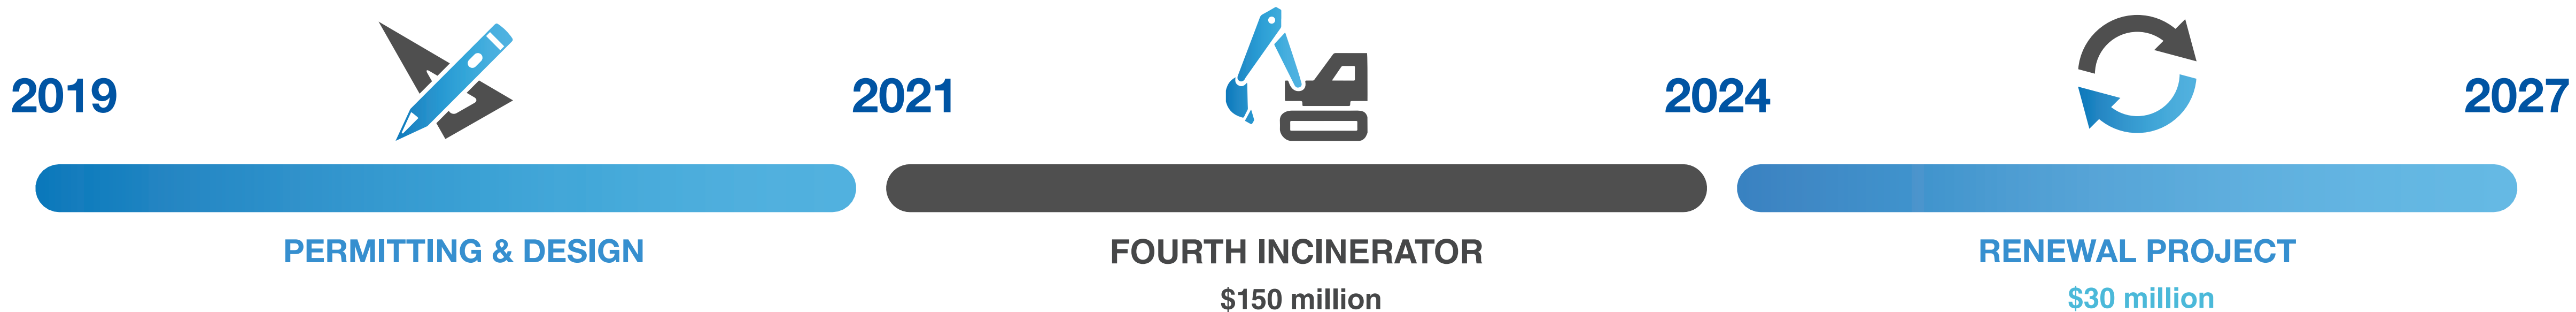 2019
2021
2024
2027
PERMITTING & DESIGN
FOURTH INCINERATOR
$150 million
RENEWAL PROJECT
$30 million